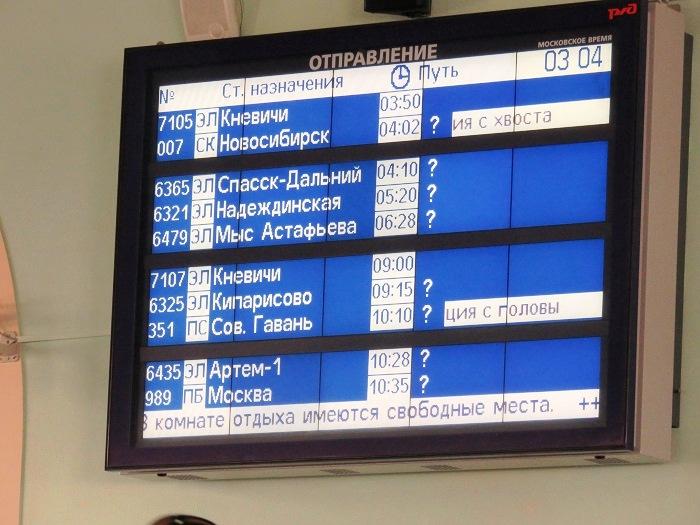 РЖД
ОТПРАВЛЕНИЕ
МОСКОВСКОЕ ВРЕМЯ
№ Ст. назначения Путь 03 04
7105 ЭЛ Кневичи 03:50
007 СК Новосибирск 04:02 ? ия с хвоста
6365 ЭЛ Спасск-Дальний 04:10 ?
6321 ЭЛ Надеждинская 05:20 ?
6479 ЭЛ Мыс Астафьева 06:28 ?
7107 ЭЛ Кневичи 09:00
6325 ЭЛ Кипарисово 09:15 ?
351 ПС Сов. Гавань 10:10 ? ция с головы
6435 ЭЛ Артем-1 10:28 ?
989 ПБ Москва 10:35 ?
В комнате отдыха имеются свободные места. ++